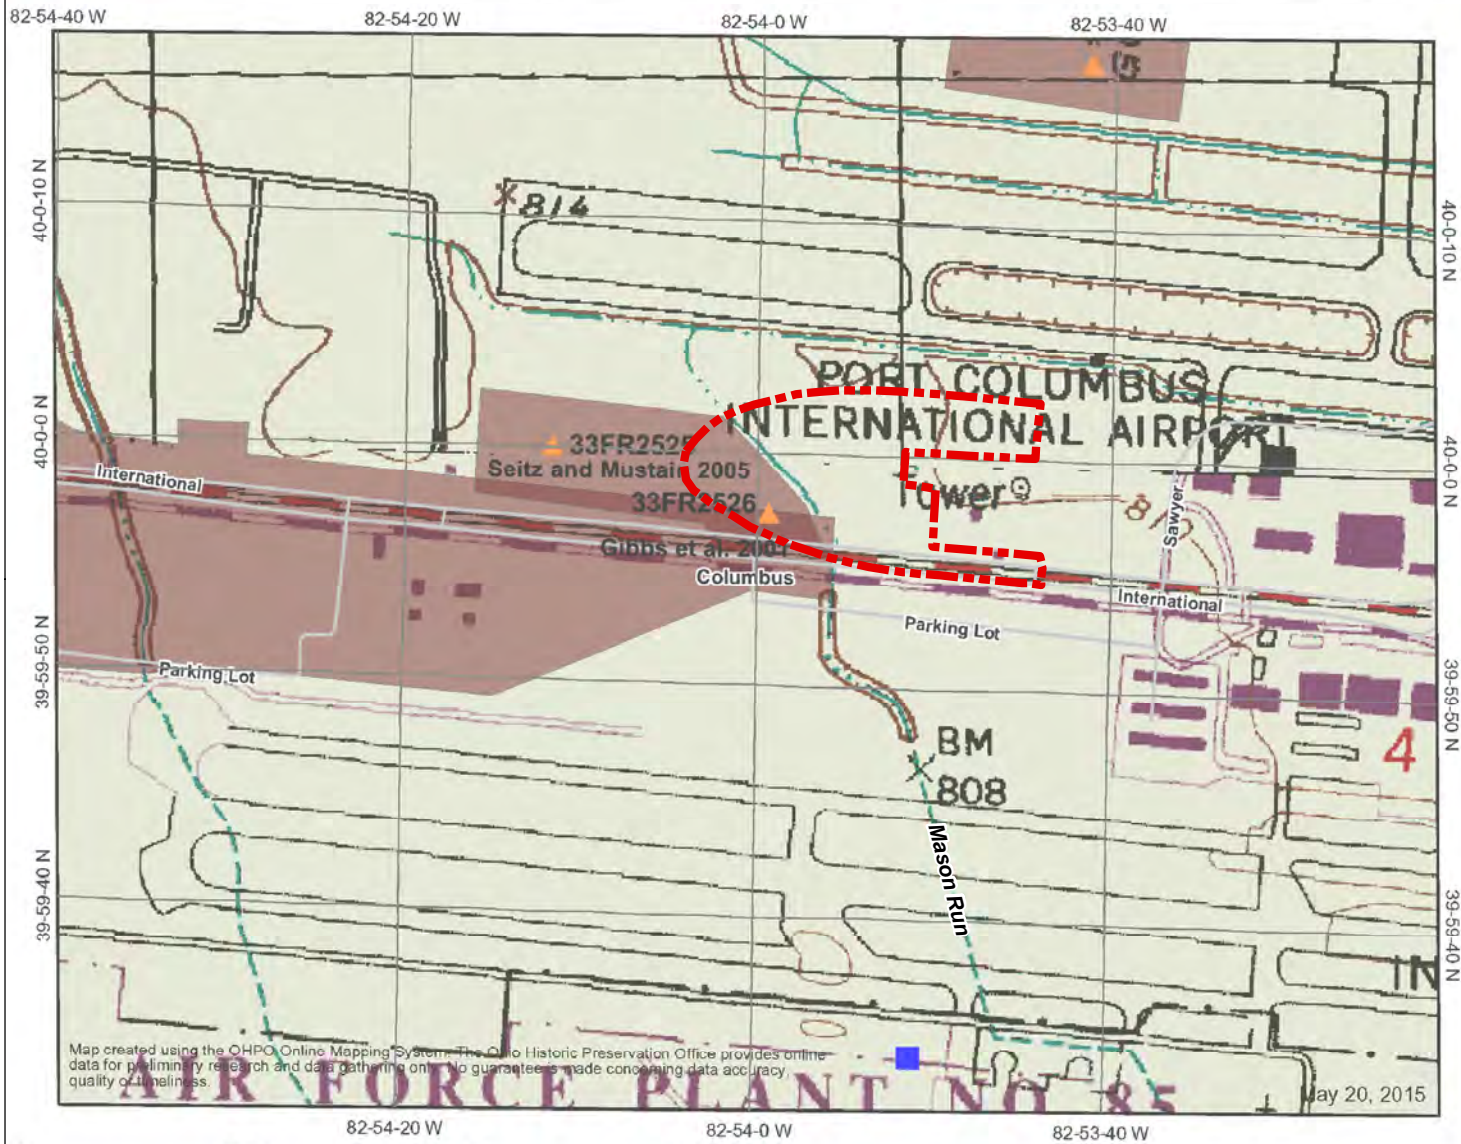 82-54-40 W
82-54-20 W
82-54-0 W
82-53-40 W
40-0-10 N
40-0-10 N
814
PORT COLUMBUS
INTERNATIONAL AIRPORT
40-0-0 N
40-0-0 N
33FR2525
Seitz and Mustain 2005
International
Tower
33FR2526
Sawyer
Gibbs et al. 2001
Columbus
International
Parking Lot
Parking Lot
39-59-50 N
39-59-50 N
BM
808
4
Mason Run
39-59-40 N
39-59-40 N
IN
Map created using the OHPO Online Mapping System. The Ohio Historic Preservation Office provides online
data for preliminary research and data gathering only. No guarantee is made concerning data accuracy,
quality or timeliness.
AIR FORCE PLANT NO 85
May 20, 2015
82-54-20 W
82-54-0 W
82-53-40 W